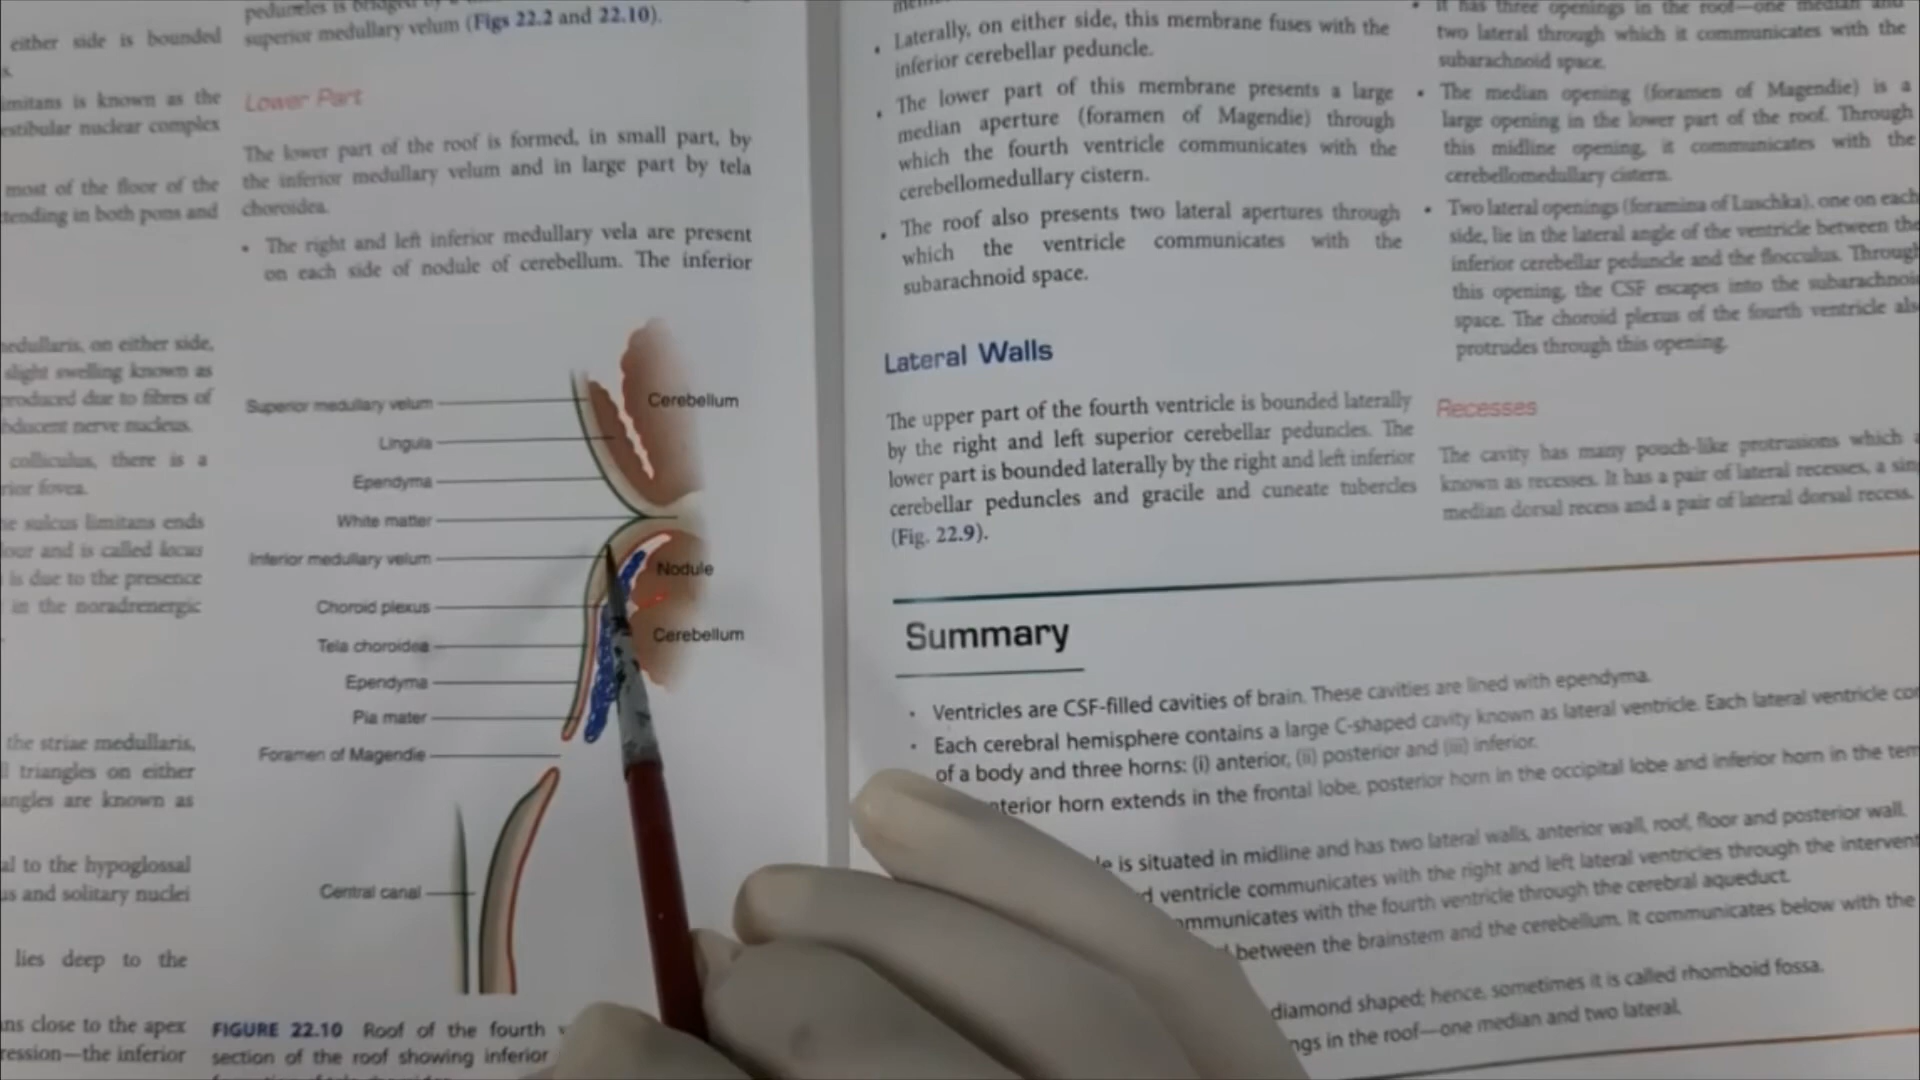 either side is bounded
imitans is known as the
estibular nuclear complex
most of the floor of the
tending in both pons and
nedullaris, on either side,
slight swelling known as
produced due to fibres of
bducent nerve nucleus.
colliculus, there is a
rior fovea.
ne sulcus limitans ends
our and is called locus
is due to the presence
in the noradrenergic
the striae medullaris,
l triangles on either
angles are known as
al to the hypoglossal
us and solitary nuclei
lies deep to the
ns close to the apex
ression—the inferior
peduncles is bridged by
superior medullary velum (Figs 22.2 and 22.10).
Lower Part
The lower part of the roof is formed, in small part, by
the inferior medullary velum and in large part by tela
choroidea.
• The right and left inferior medullary vela are present
on each side of nodule of cerebellum. The inferior
Superior medullary velum
Cerebellum
Lingula
Ependyma
White matter
Inferior medullary velum
Nodule
Choroid plexus
Cerebellum
Tela choroidea
Ependyma
Pia mater
Foramen of Magendie
Central canal
FIGURE 22.10 Roof of the fourth
section of the roof showing inferior
• Laterally, on either side, this membrane fuses with the
inferior cerebellar peduncle.
• The lower part of this membrane presents a large
median aperture (foramen of Magendie) through
which the fourth ventricle communicates with the
cerebellomedullary cistern.
• The roof also presents two lateral apertures through
which the ventricle communicates with the
subarachnoid space.
Lateral Walls
The upper part of the fourth ventricle is bounded laterally
by the right and left superior cerebellar peduncles. The
lower part is bounded laterally by the right and left inferior
cerebellar peduncles and gracile and cuneate tubercles
(Fig. 22.9).
• It has three openings in the roof—one median and
two lateral through which it communicates with the
subarachnoid space.
• The median opening (foramen of Magendie) is a
large opening in the lower part of the roof. Through
this midline opening, it communicates with the
cerebellomedullary cistern.
• Two lateral openings (foramina of Luschka), one on each
side, lie in the lateral angle of the ventricle between the
inferior cerebellar peduncle and the flocculus. Through
this opening, the CSF escapes into the subarachnoi
space. The choroid plexus of the fourth ventricle als
protrudes through this opening.
Recesses
The cavity has many pouch-like protrusions which a
known as recesses. It has a pair of lateral recesses, a sin
median dorsal recess and a pair of lateral dorsal recess.
Summary
• Ventricles are CSF-filled cavities of brain. These cavities are lined with ependyma.
• Each cerebral hemisphere contains a large C-shaped cavity known as lateral ventricle. Each lateral ventricle co
of a body and three horns: (i) anterior, (ii) posterior and (iii) inferior.
nterior horn extends in the frontal lobe, posterior horn in the occipital lobe and inferior horn in the tem
le is situated in midline and has two lateral walls, anterior wall, roof, floor and posterior wall.
d ventricle communicates with the right and left lateral ventricles through the intervent
ommunicates with the fourth ventricle through the cerebral aqueduct.
between the brainstem and the cerebellum. It communicates below with the
diamond shaped; hence, sometimes it is called rhomboid fossa.
ngs in the roof—one median and two lateral.